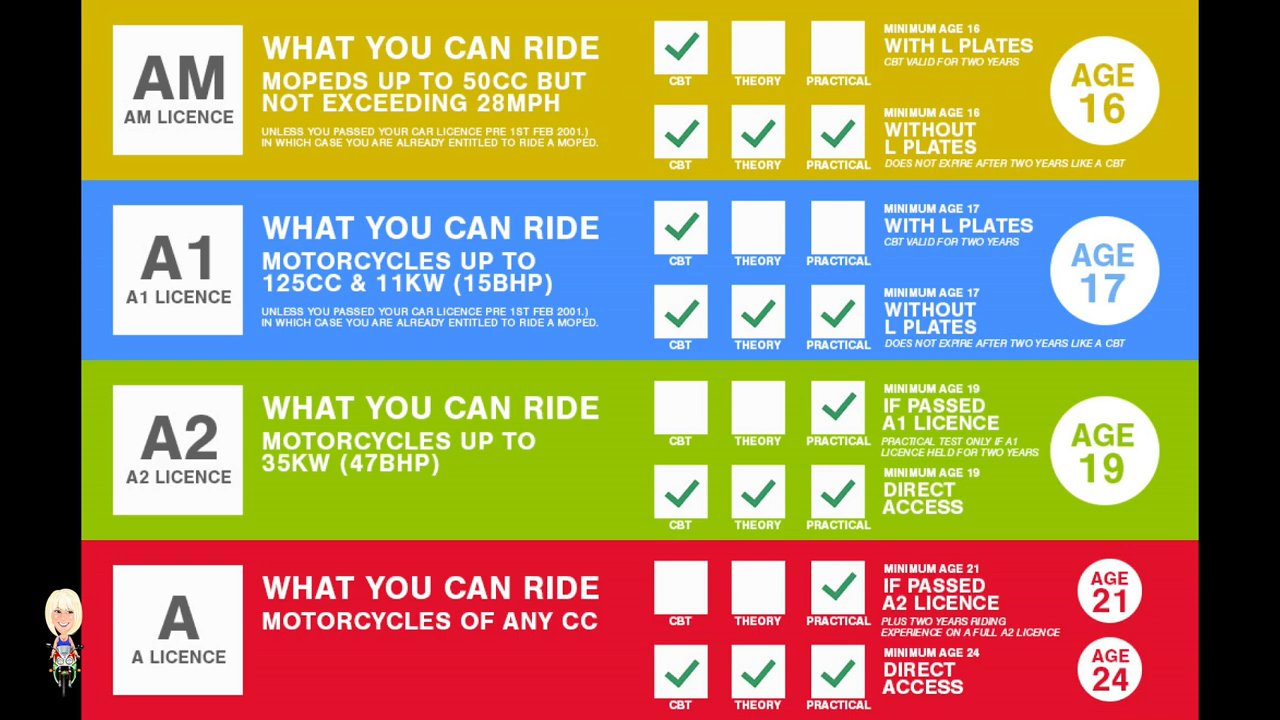 AM
AM LICENCE
WHAT YOU CAN RIDE
MOPEDS UP TO 50CC BUT
NOT EXCEEDING 28MPH
UNLESS YOU PASSED YOUR CAR LICENCE PRE 1ST FEB 2001.)
IN WHICH CASE YOU ARE ALREADY ENTITLED TO RIDE A MOPED.
CBT
THEORY
PRACTICAL
MINIMUM AGE 16
WITH L PLATES
CBT VALID FOR TWO YEARS
CBT
THEORY
PRACTICAL
MINIMUM AGE 16
WITHOUT
L PLATES
DOES NOT EXPIRE AFTER TWO YEARS LIKE A CBT
AGE
16
A1
A1 LICENCE
WHAT YOU CAN RIDE
MOTORCYCLES UP TO
125CC & 11KW (15BHP)
UNLESS YOU PASSED YOUR CAR LICENCE PRE 1ST FEB 2001.)
IN WHICH CASE YOU ARE ALREADY ENTITLED TO RIDE A MOPED.
CBT
THEORY
PRACTICAL
MINIMUM AGE 17
WITH L PLATES
CBT VALID FOR TWO YEARS
CBT
THEORY
PRACTICAL
MINIMUM AGE 17
WITHOUT
L PLATES
DOES NOT EXPIRE AFTER TWO YEARS LIKE A CBT
AGE
17
A2
A2 LICENCE
WHAT YOU CAN RIDE
MOTORCYCLES UP TO
35KW (47BHP)
CBT
THEORY
PRACTICAL
MINIMUM AGE 19
IF PASSED
A1 LICENCE
PRACTICAL TEST ONLY IF A1
LICENCE HELD FOR TWO YEARS
CBT
THEORY
PRACTICAL
MINIMUM AGE 19
DIRECT
ACCESS
AGE
19
A
A LICENCE
WHAT YOU CAN RIDE
MOTORCYCLES OF ANY CC
CBT
THEORY
PRACTICAL
MINIMUM AGE 21
IF PASSED
A2 LICENCE
PLUS TWO YEARS RIDING
EXPERIENCE ON A FULL A2 LICENCE
AGE
21
CBT
THEORY
PRACTICAL
MINIMUM AGE 24
DIRECT
ACCESS
AGE
24